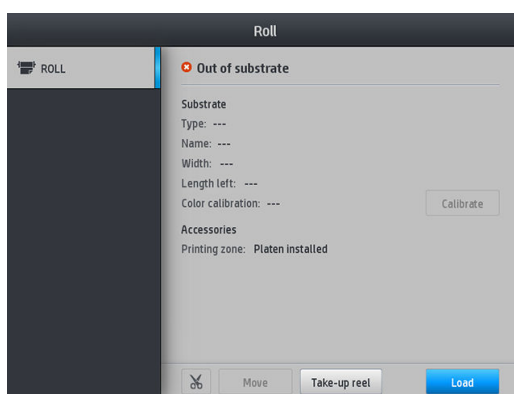 Roll
ROLL
Out of substrate
Substrate
Type: ---
Name: ---
Width: ---
Length left: ---
Color calibration: ---
Calibrate
Accessories
Printing zone: Platen installed
Move
Take-up reel
Load